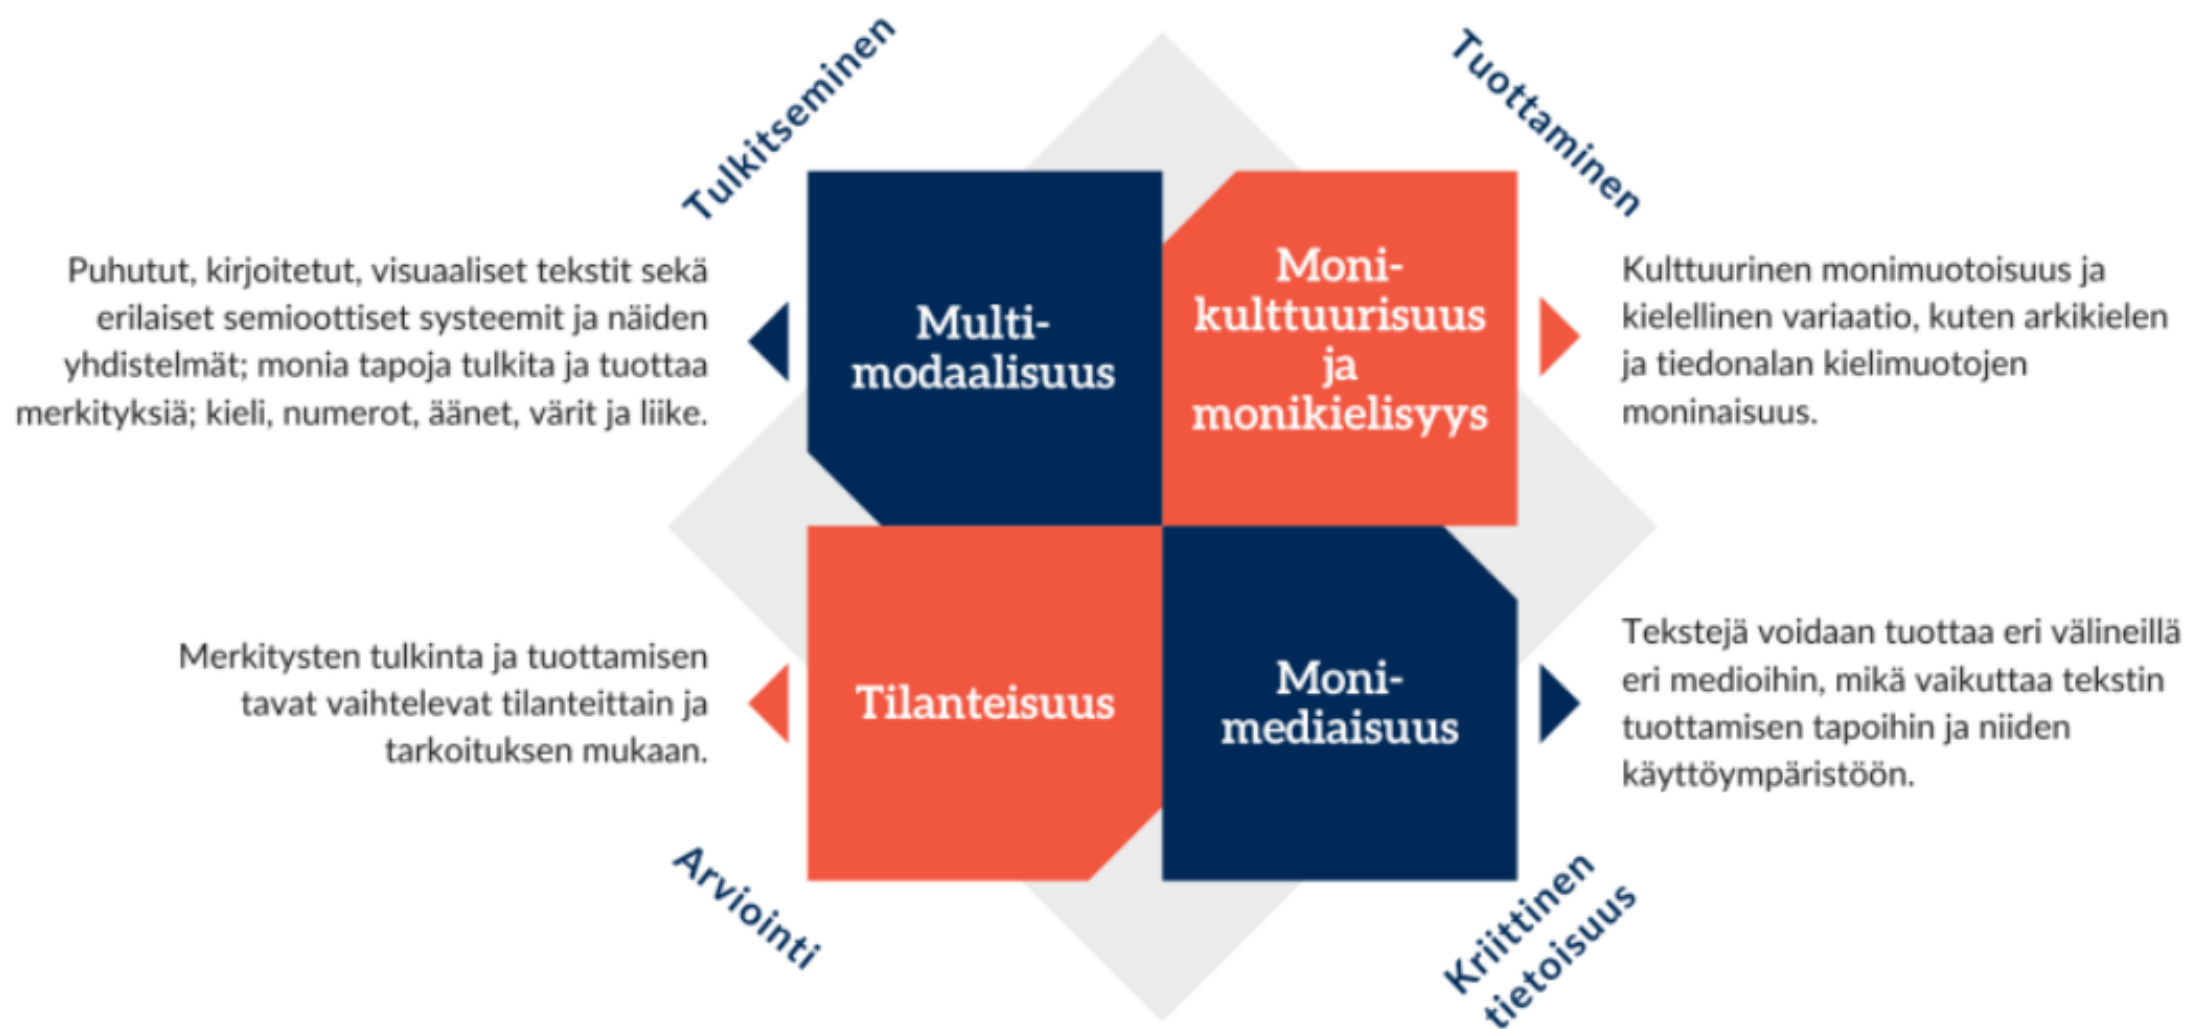 Tulkitseminen
Tuottaminen
Puhutut, kirjoitetut, visuaaliset tekstit sekä
erilaiset semioottiset systeemit ja näiden
yhdistelmät; monia tapoja tulkita ja tuottaa
merkityksiä; kieli, numerot, äänet, värit ja liike.
Multi-
modaalisuus
Moni-
kulttuurisuus
ja
monikielisyys
Kulttuurinen monimuotoisuus ja
kielellinen variaatio, kuten arkikielen
ja tiedonalan kielimuotojen
moninaisuus.
Merkitysten tulkinta ja tuottamisen
tavat vaihtelevat tilanteittain ja
tarkoituksen mukaan.
Tilanteisuus
Moni-
mediaisuus
Tekstejä voidaan tuottaa eri välineillä
eri medioihin, mikä vaikuttaa tekstin
tuottamisen tapoihin ja niiden
käyttöympäristöön.
Arviointi
Kriittinen
tietoisuus